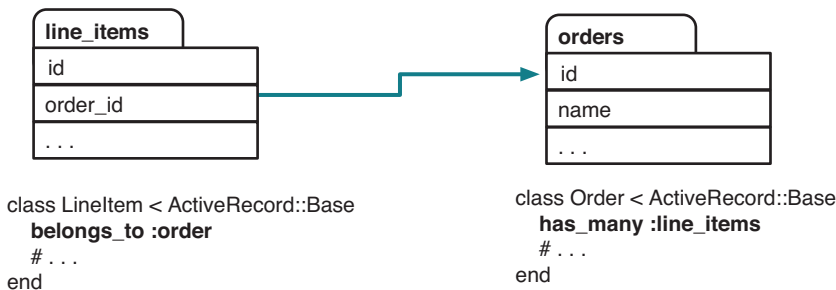 line_items
id
order_id
. . .
orders
id
name
. . .
class LineItem < ActiveRecord::Base
belongs_to :order
# . . .
end
class Order < ActiveRecord::Base
has_many :line_items
# . . .
end